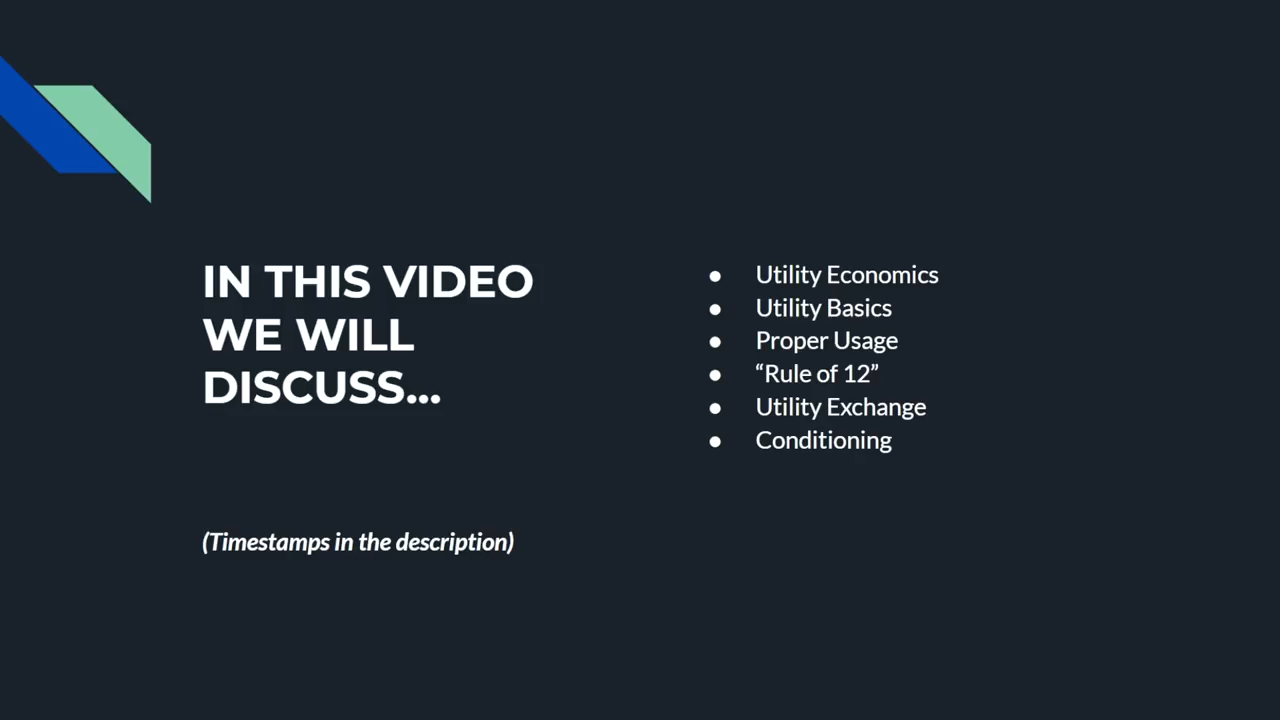 IN THIS VIDEO
WE WILL
DISCUSS...
(Timestamps in the description)
● Utility Economics
● Utility Basics
● Proper Usage
● “Rule of 12”
● Utility Exchange
● Conditioning